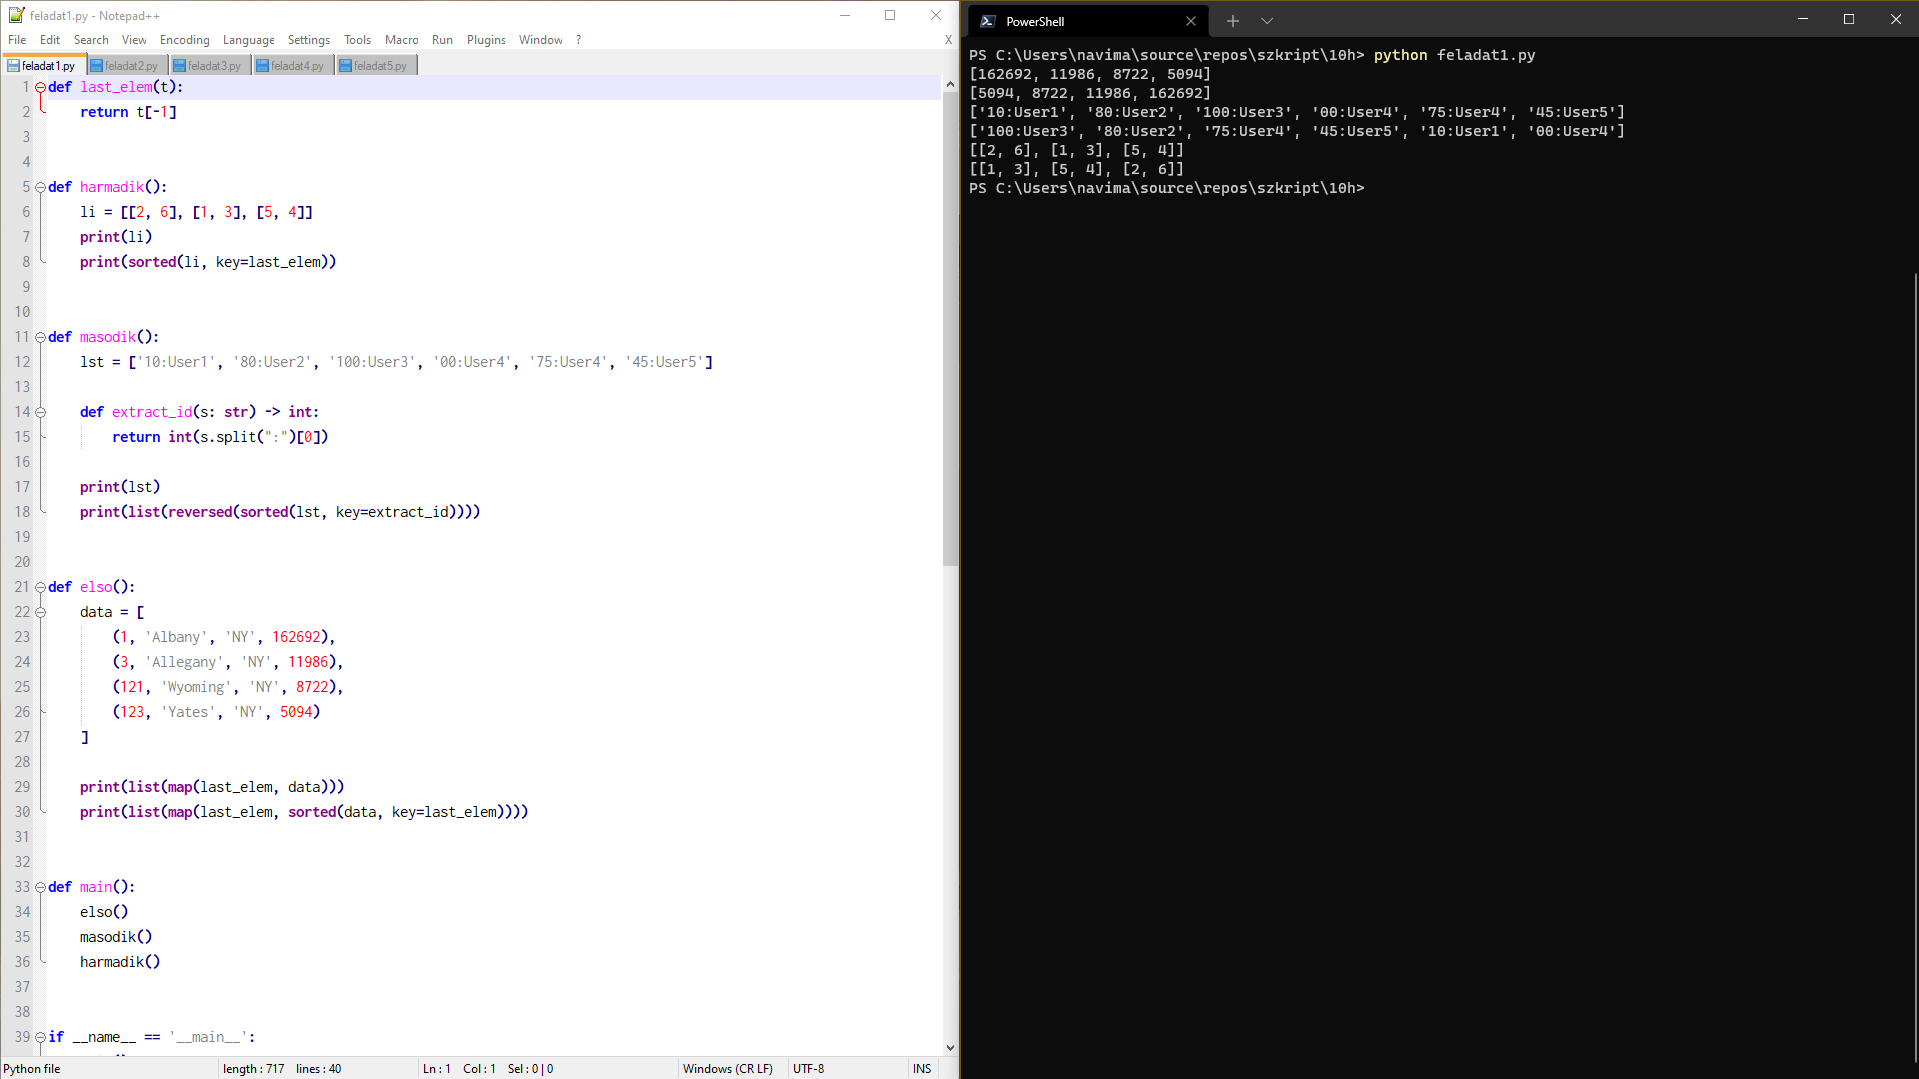 feladat1.py - Notepad++
File Edit Search View Encoding Language Settings Tools Macro Run Plugins Window ? X
feladat1.py feladat2.py feladat3.py feladat4.py feladat5.py
1 def last_elem(t):
2     return t[-1]
3
4
5 def harmadik():
6     li = [[2, 6], [1, 3], [5, 4]]
7     print(li)
8     print(sorted(li, key=last_elem))
9
10
11 def masodik():
12     lst = ['10:User1', '80:User2', '100:User3', '00:User4', '75:User4', '45:User5']
13
14     def extract_id(s: str) -> int:
15         return int(s.split(":")[0])
16
17     print(lst)
18     print(list(reversed(sorted(lst, key=extract_id))))
19
20
21 def elso():
22     data = [
23         (1, 'Albany', 'NY', 162692),
24         (3, 'Allegany', 'NY', 11986),
25         (121, 'Wyoming', 'NY', 8722),
26         (123, 'Yates', 'NY', 5094)
27     ]
28
29     print(list(map(last_elem, data)))
30     print(list(map(last_elem, sorted(data, key=last_elem))))
31
32
33 def main():
34     elso()
35     masodik()
36     harmadik()
37
38
39 if __name__ == '__main__':
Python file length : 717 lines : 40 Ln : 1 Col : 1 Sel : 0 | 0 Windows (CR LF) UTF-8 INS
PowerShell
PS C:\Users\navima\source\repos\szkript\10h> python feladat1.py
[162692, 11986, 8722, 5094]
[5094, 8722, 11986, 162692]
['10:User1', '80:User2', '100:User3', '00:User4', '75:User4', '45:User5']
['100:User3', '80:User2', '75:User4', '45:User5', '10:User1', '00:User4']
[[2, 6], [1, 3], [5, 4]]
[[1, 3], [5, 4], [2, 6]]
PS C:\Users\navima\source\repos\szkript\10h>